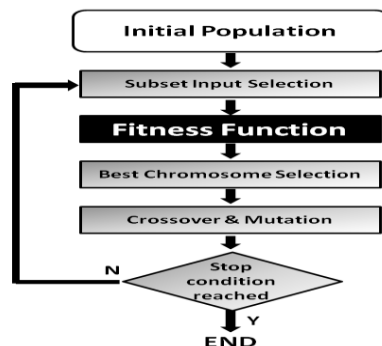 Initial Population
Subset Input Selection
Fitness Function
Best Chromosome Selection
Crossover & Mutation
N
Stop
condition
reached
Y
END